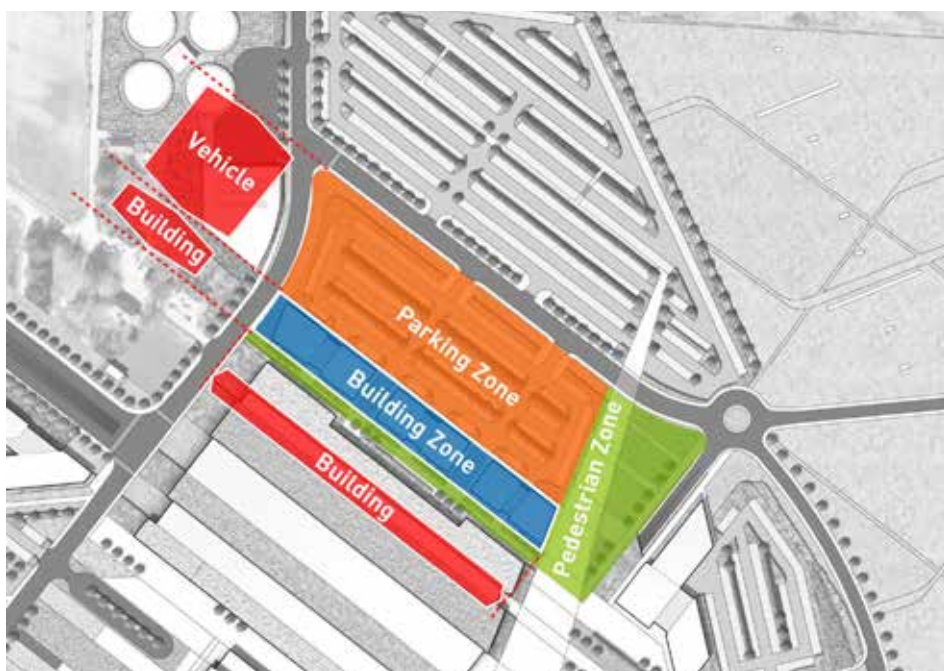 Vehicle
Building
Parking Zone
Building Zone
Building
Pedestrian Zone